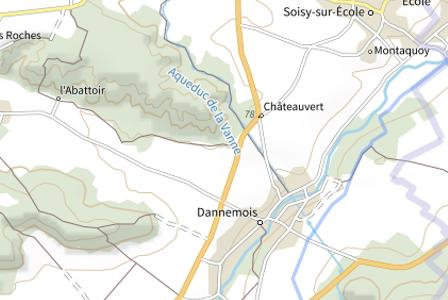 École
Soisy-sur-École
s Roches
Montaquoy
l'Abattoir
Aqueduc de la Vanne
Châteauvert
78
Dannemois